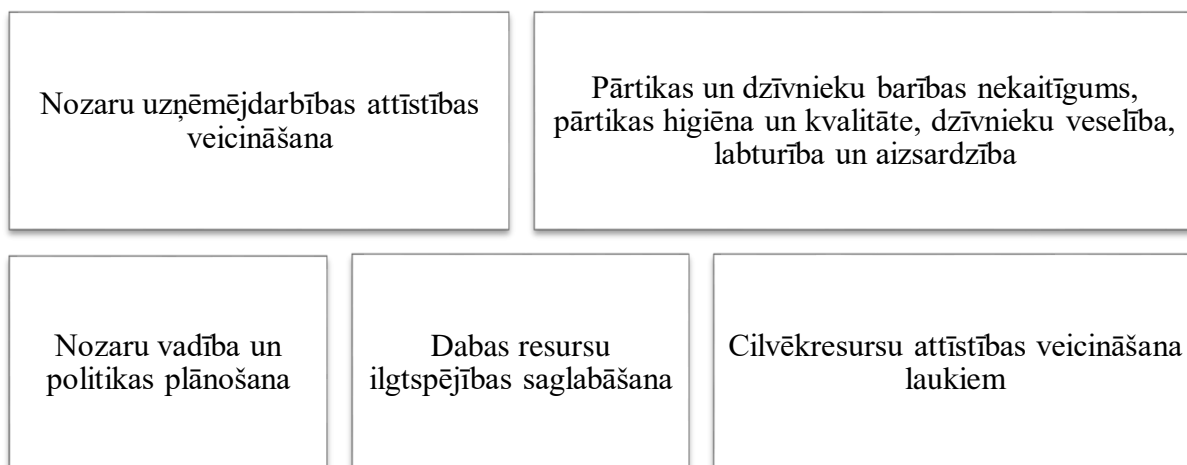 Nozaru uzņēmējdarbības attīstības
veicināšana
Pārtikas un dzīvnieku barības nekaitīgums,
pārtikas higiēna un kvalitāte, dzīvnieku veselība,
labturība un aizsardzība
Nozaru vadība un
politikas plānošana
Dabas resursu
ilgtspējības saglabāšana
Cilvēkresursu attīstības veicināšana
laukiem